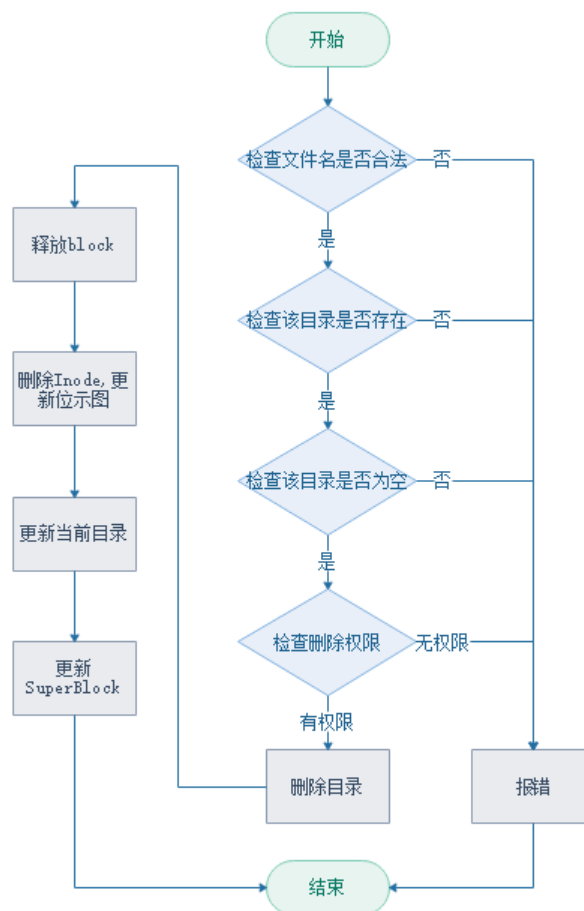 开始
检查文件名是否合法
否
是
检查该目录是否存在
否
是
检查该目录是否为空
否
是
检查删除权限
无权限
有权限
删除目录
报错
释放block
删除Inode,更
新位示图
更新当前目录
更新
SuperBlock
结束